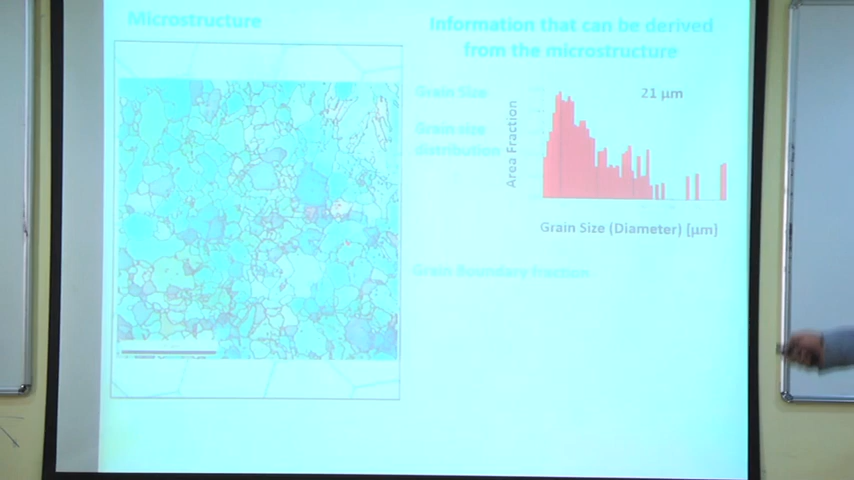 Microstructure
Information that can be derived
from the microstructure
Grain Size
Grain size
distribution
21 µm
Area Fraction
Grain Size (Diameter) [µm]
Grain Boundary fraction